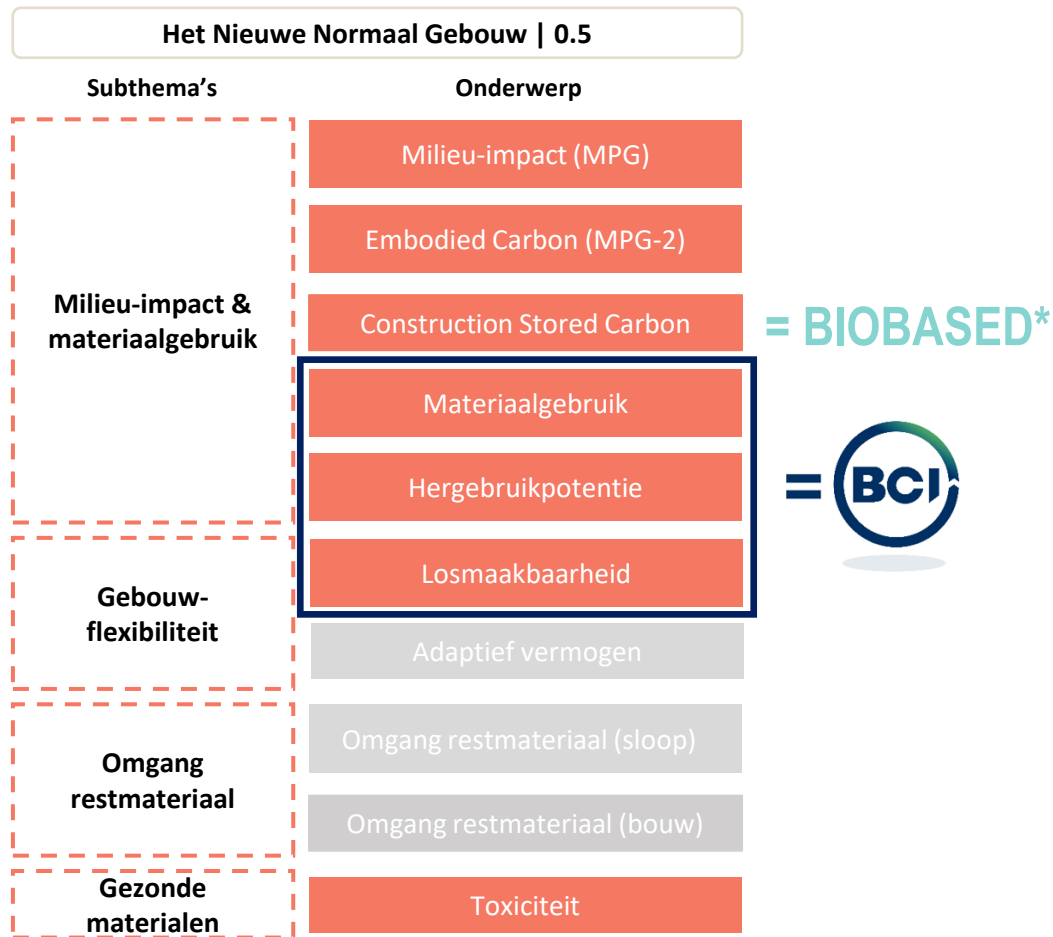 Het Nieuwe Normaal Gebouw | 0.5
Subthema's
Onderwerp
Milieu-impact &
materiaalgebruik
Milieu-impact (MPG)
Embodied Carbon (MPG-2)
Construction Stored Carbon
= BIOBASED*
Materiaalgebruik
Hergebruikpotentie
= BCI
Gebouw-
flexibiliteit
Losmaakbaarheid
Adaptief vermogen
Omgang
restmateriaal
Omgang restmateriaal (sloop)
Omgang restmateriaal (bouw)
Gezonde
materialen
Toxiciteit